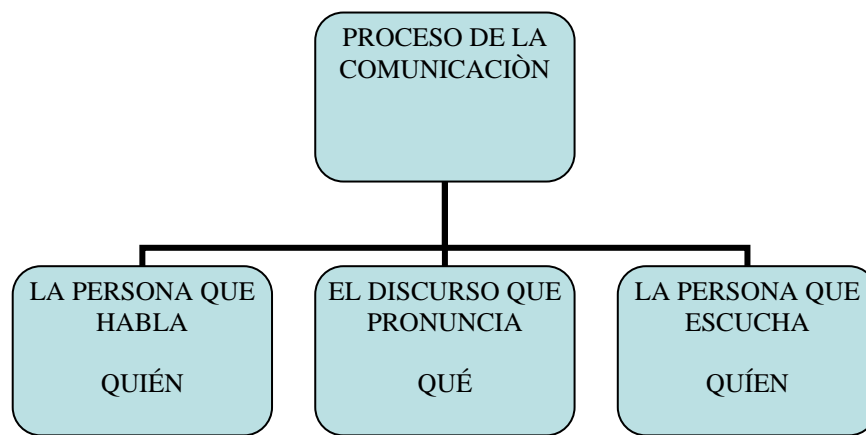 PROCESO DE LA
COMUNICACIÒN
LA PERSONA QUE
HABLA
QUIÉN
EL DISCURSO QUE
PRONUNCIA
QUÉ
LA PERSONA QUE
ESCUCHA
QUÍEN